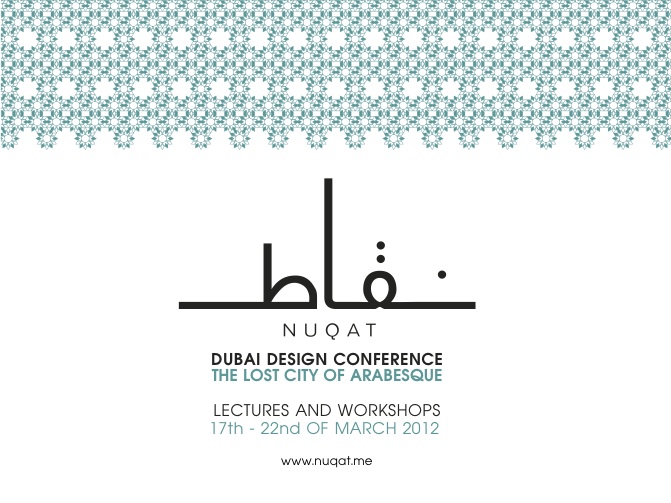 نقاط
NUQAT
DUBAI DESIGN CONFERENCE
THE LOST CITY OF ARABESQUE
LECTURES AND WORKSHOPS
17th - 22nd OF MARCH 2012
www.nuqat.me